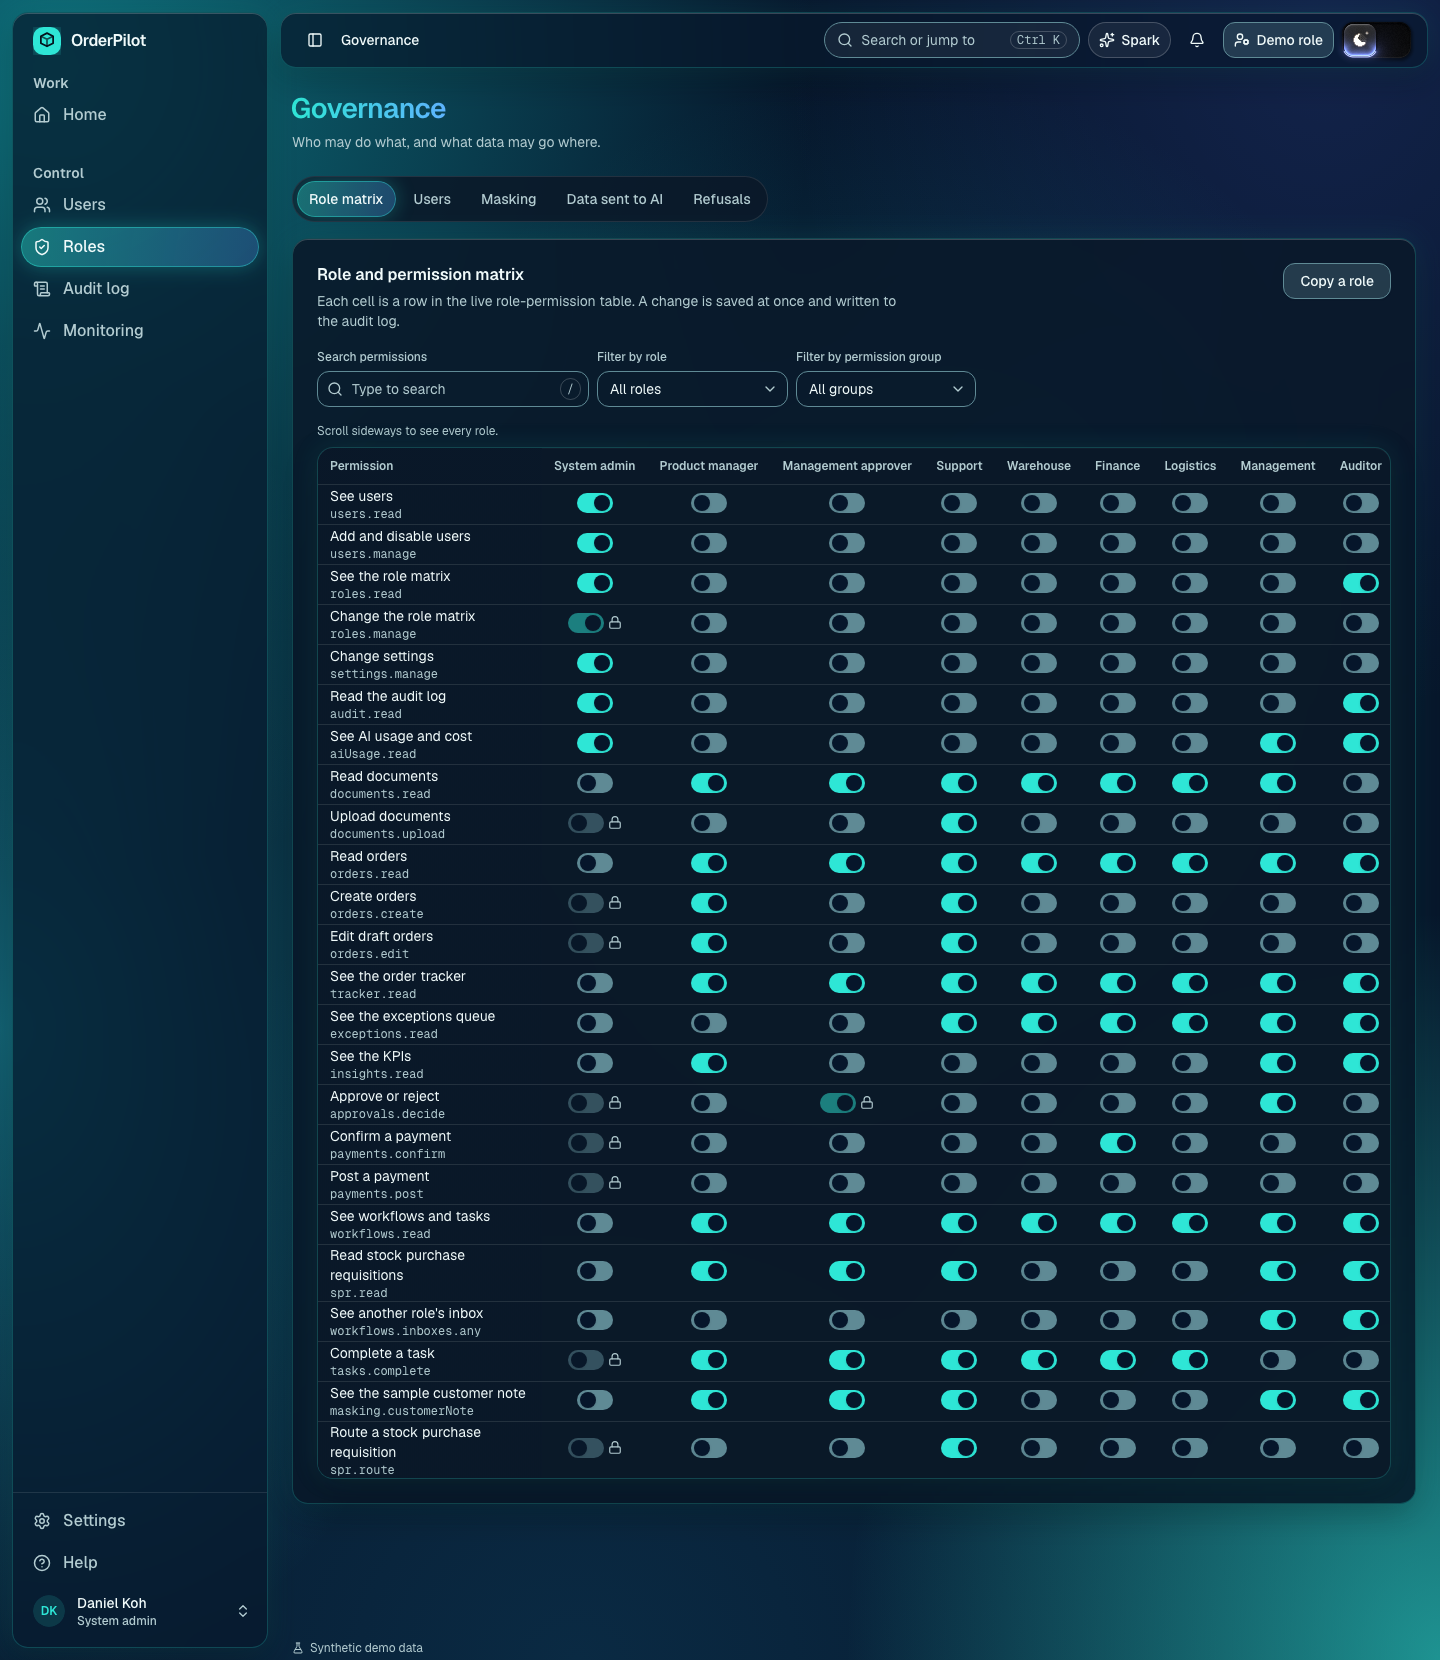 OrderPilot
Work
Home
Control
Users
Roles
Audit log
Monitoring
Settings
Help
DK
Daniel Koh
System admin
Governance
Search or jump to
Ctrl K
Spark
Demo role
Governance
Who may do what, and what data may go where.
Role matrix
Users
Masking
Data sent to AI
Refusals
Role and permission matrix
Each cell is a row in the live role-permission table. A change is saved at once and written to
the audit log.
Copy a role
Search permissions
Filter by role
Filter by permission group
Type to search
/
All roles
All groups
Scroll sideways to see every role.
Permission
System admin
Product manager
Management approver
Support
Warehouse
Finance
Logistics
Management
Auditor
See users
users.read
Add and disable users
users.manage
See the role matrix
roles.read
Change the role matrix
roles.manage
Change settings
settings.manage
Read the audit log
audit.read
See AI usage and cost
aiUsage.read
Read documents
documents.read
Upload documents
documents.upload
Read orders
orders.read
Create orders
orders.create
Edit draft orders
orders.edit
See the order tracker
tracker.read
See the exceptions queue
exceptions.read
See the KPIs
insights.read
Approve or reject
approvals.decide
Confirm a payment
payments.confirm
Post a payment
payments.post
See workflows and tasks
workflows.read
Read stock purchase
requisitions
spr.read
See another role's inbox
workflows.inboxes.any
Complete a task
tasks.complete
See the sample customer note
masking.customerNote
Route a stock purchase
requisition
spr.route
Synthetic demo data